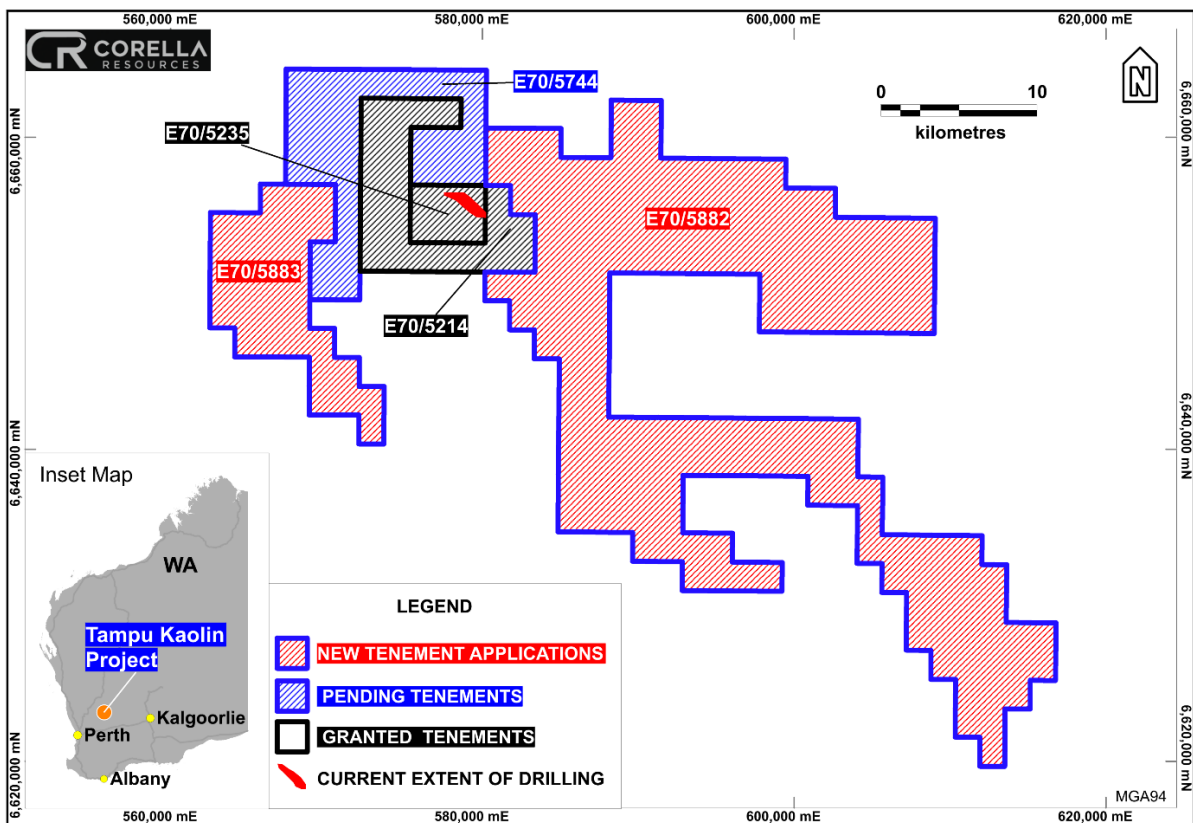 560,000 mE
580,000 mE
600,000 mE
620,000 mE
CR CORELLA
RESOURCES
E70/5744
0 10
kilometres
N
6,660,000 mN
6,660,000 mN
E70/5235
E70/5882
E70/5883
E70/5214
6,640,000 mN
6,640,000 mN
Inset Map
WA
Tampu Kaolin
Project
Kalgoorlie
Perth
Albany
LEGEND
NEW TENEMENT APPLICATIONS
PENDING TENEMENTS
GRANTED TENEMENTS
CURRENT EXTENT OF DRILLING
6,620,000 mN
6,620,000 mN
MGA94
560,000 mE
580,000 mE
600,000 mE
620,000 mE